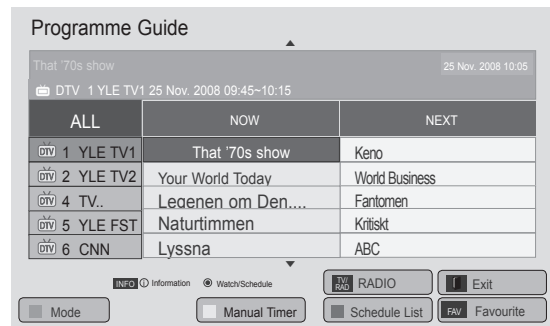 Programme Guide
That '70s show 25 Nov. 2008 10:05
DTV 1 YLE TV1 25 Nov. 2008 09:45~10:15
ALL NOW NEXT
DTV 1 YLE TV1 That '70s show Keno
DTV 2 YLE TV2 Your World Today World Business
DTV 4 TV.. Legenen om Den.... Fantomen
DTV 5 YLE FST Naturtimmen Kritiskt
DTV 6 CNN Lyssna ABC
INFO i Information Watch/Schedule TV/RAD RADIO Exit
Mode Manual Timer Schedule List FAV Favourite